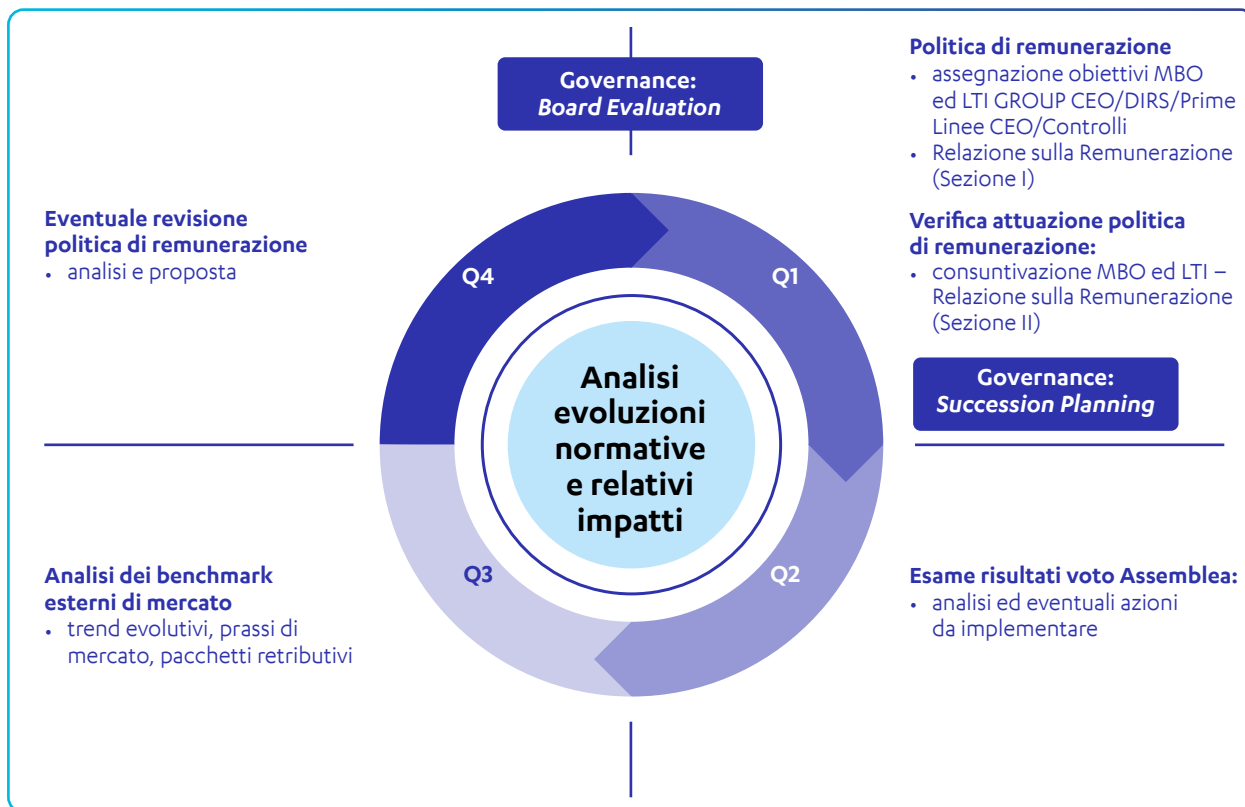 Governance:
Board Evaluation
Politica di remunerazione
• assegnazione obiettivi MBO
ed LTI GROUP CEO/DIRS/Prime
Linee CEO/Controlli
• Relazione sulla Remunerazione
(Sezione I)
Verifica attuazione politica
di remunerazione:
• consuntivazione MBO ed LTI –
Relazione sulla Remunerazione
(Sezione II)
Governance:
Succession Planning
Eventuale revisione
politica di remunerazione
• analisi e proposta
Q4
Q1
Analisi
evoluzioni
normative
e relativi
impatti
Q3
Q2
Analisi dei benchmark
esterni di mercato
• trend evolutivi, prassi di
mercato, pacchetti retributivi
Esame risultati voto Assemblea:
• analisi ed eventuali azioni
da implementare